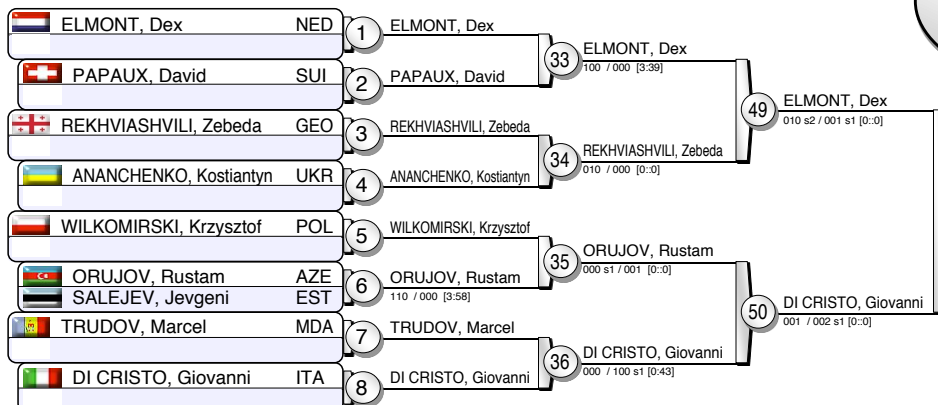 ELMONT, Dex NED
PAPAUX, David SUI
REKHVIASHVILI, Zebeda GEO
ANANCHENKO, Kostiantyn UKR
WILKOMIRSKI, Krzysztof POL
ORUJOV, Rustam AZE
SALEJEV, Jevgeni EST
TRUDOV, Marcel MDA
DI CRISTO, Giovanni ITA
1 ELMONT, Dex
2 PAPAUX, David
3 REKHVIASHVILI, Zebeda
4 ANANCHENKO, Kostiantyn
5 WILKOMIRSKI, Krzysztof
6 ORUJOV, Rustam
110 / 000 [3:58]
7 TRUDOV, Marcel
8 DI CRISTO, Giovanni
33 ELMONT, Dex
100 / 000 [3:39]
34 REKHVIASHVILI, Zebeda
010 / 000 [0::0]
35 ORUJOV, Rustam
000 s1 / 001 [0::0]
36 DI CRISTO, Giovanni
000 / 100 s1 [0:43]
49 ELMONT, Dex
010 s2 / 001 s1 [0::0]
50 DI CRISTO, Giovanni
001 / 002 s1 [0::0]